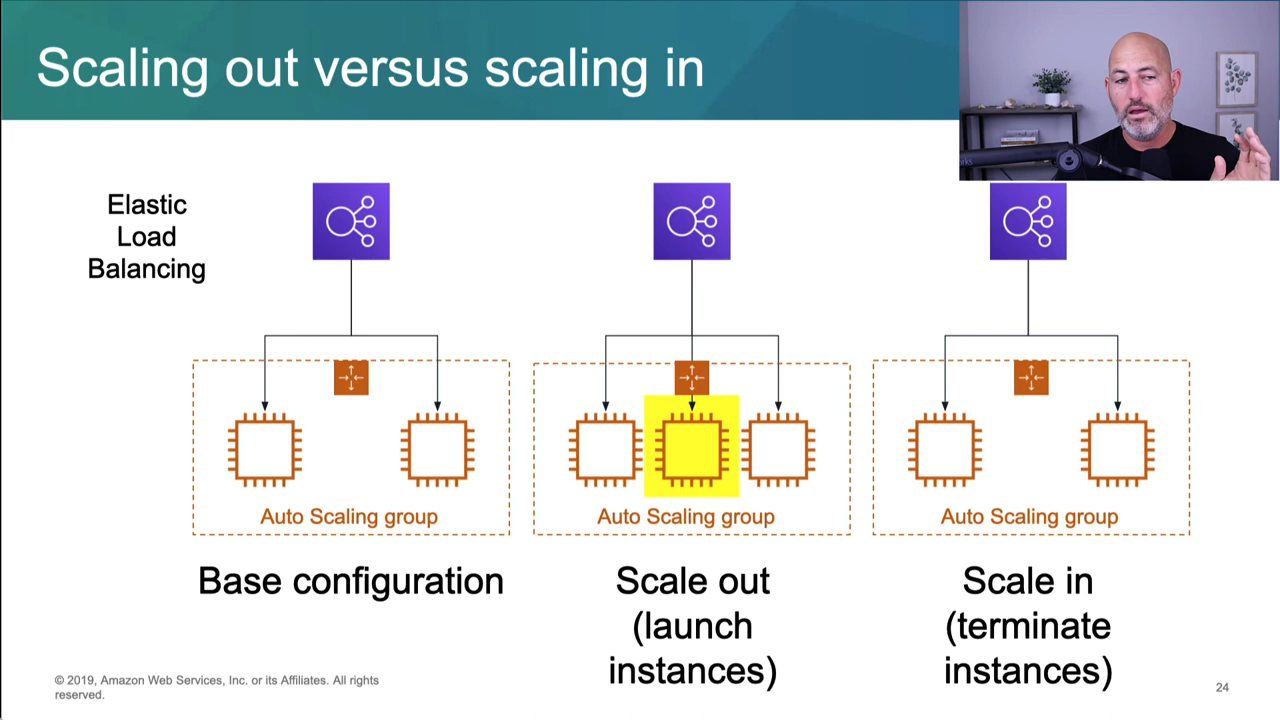 Scaling out versus scaling in
Elastic
Load
Balancing
Auto Scaling group
Auto Scaling group
Auto Scaling group
Base configuration
Scale out
(launch
instances)
Scale in
(terminate
instances)
© 2019, Amazon Web Services, Inc. or its Affiliates. All rights
reserved.
24